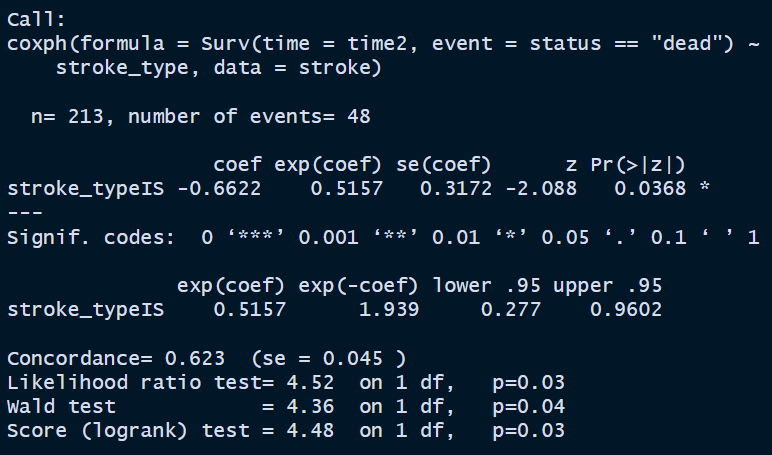 Call:
coxph(formula = Surv(time = time2, event = status == "dead") ~
    stroke_type, data = stroke)
  n= 213, number of events= 48
                 coef exp(coef) se(coef)      z Pr(>|z|)
stroke_typeIS -0.6622    0.5157   0.3172 -2.088   0.0368 *
---
Signif. codes:  0 ‘***’ 0.001 ‘**’ 0.01 ‘*’ 0.05 ‘.’ 0.1 ‘ ’ 1
              exp(coef) exp(-coef) lower .95 upper .95
stroke_typeIS    0.5157      1.939     0.277    0.9602
Concordance= 0.623  (se = 0.045 )
Likelihood ratio test= 4.52  on 1 df,   p=0.03
Wald test            = 4.36  on 1 df,   p=0.04
Score (logrank) test = 4.48  on 1 df,   p=0.03